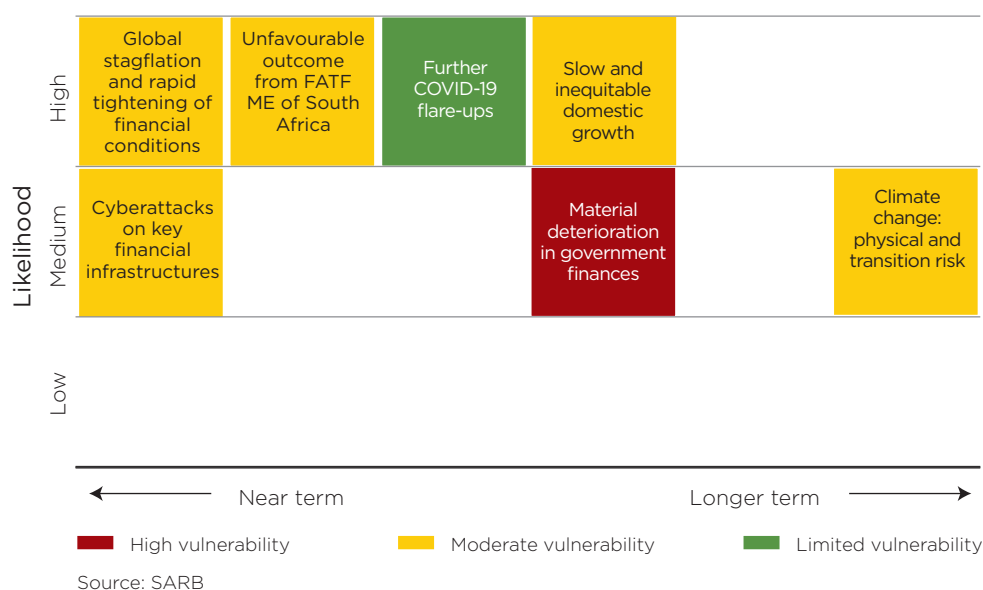 Likelihood
High
Global
stagflation
and rapid
tightening of
financial
conditions
Unfavourable
outcome
from FATF
ME of South
Africa
Further
COVID-19
flare-ups
Slow and
inequitable
domestic
growth
Medium
Cyberattacks
on key
financial
infrastructures
Material
deterioration
in government
finances
Climate
change:
physical and
transition risk
Low
Near term
Longer term
High vulnerability
Moderate vulnerability
Limited vulnerability
Source: SARB